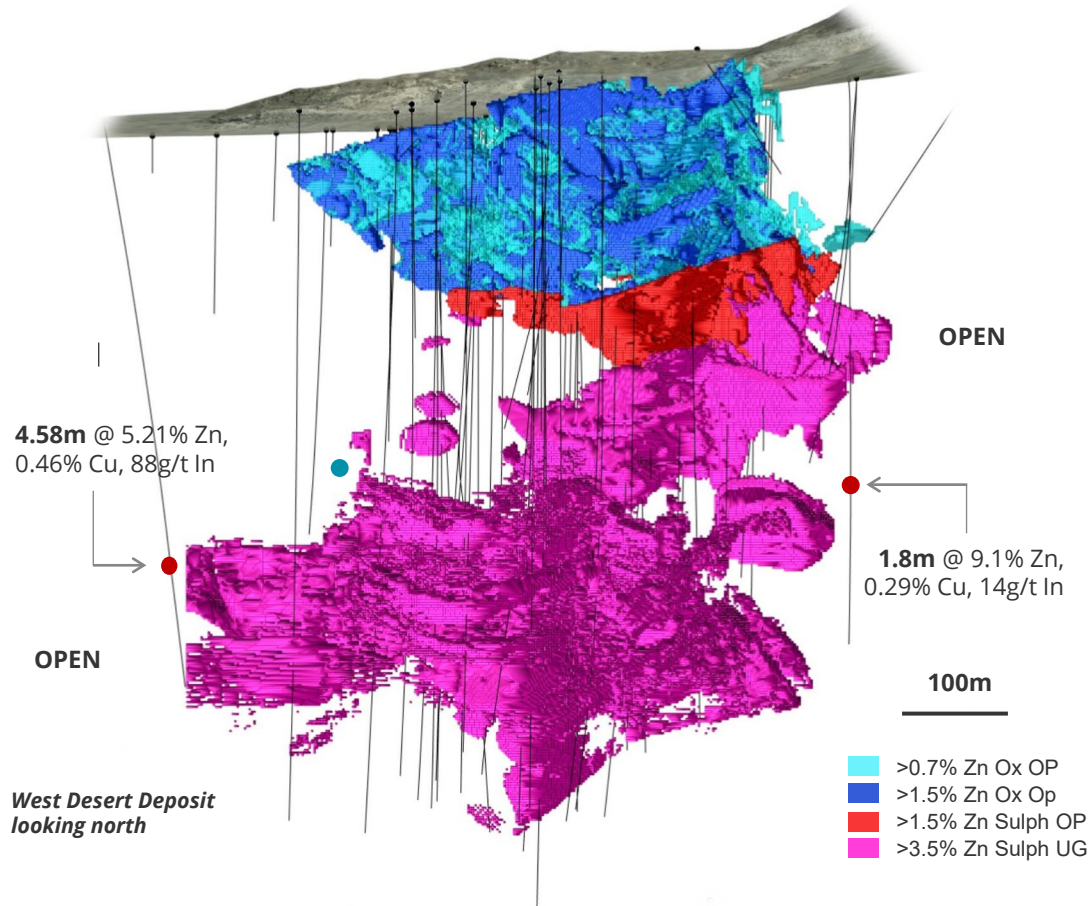 OPEN
4.58m @ 5.21% Zn,
0.46% Cu, 88g/t In
1.8m @ 9.1% Zn,
0.29% Cu, 14g/t In
OPEN
100m
>0.7% Zn Ox OP
>1.5% Zn Ox Op
>1.5% Zn Sulph OP
>3.5% Zn Sulph UG
West Desert Deposit
looking north